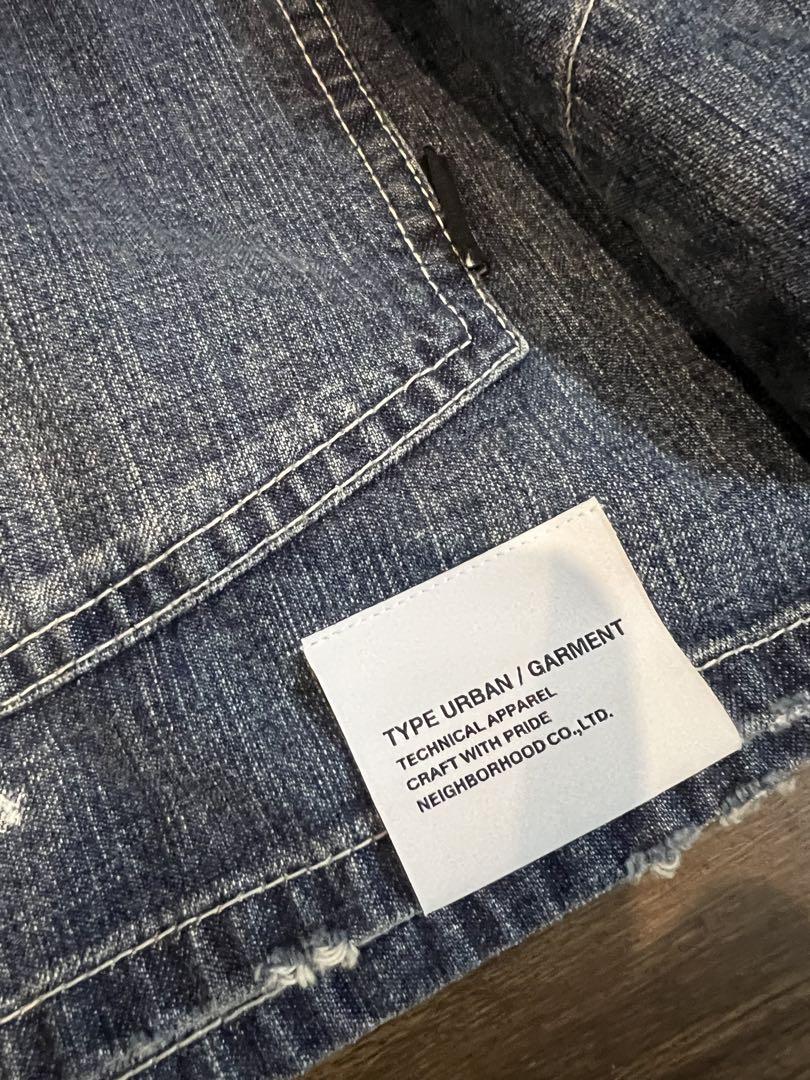 TYPE URBAN / GARMENT
TECHNICAL APPAREL
CRAFT WITH PRIDE
NEIGHBORHOOD CO.,LTD.